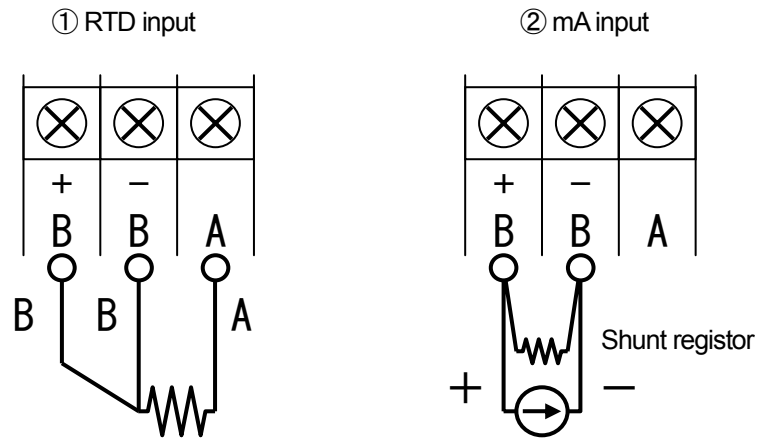 ① RTD input
+ −
B B A
B B A
② mA input
+ −
B B A
Shunt registor
+ −